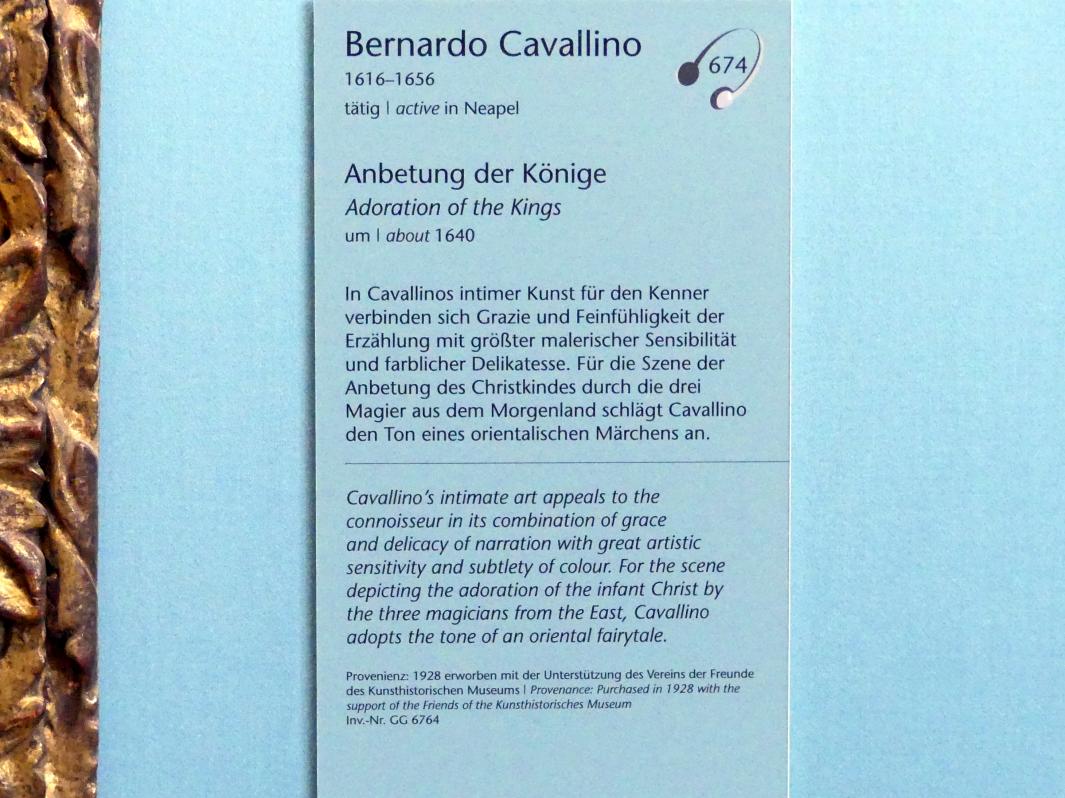 Bernardo Cavallino
674
1616–1656
tätig | active in Neapel
Anbetung der Könige
Adoration of the Kings
um | about 1640
In Cavallinos intimer Kunst für den Kenner
verbinden sich Grazie und Feinfühligkeit der
Erzählung mit größter malerischer Sensibilität
und farblicher Delikatesse. Für die Szene der
Anbetung des Christkindes durch die drei
Magier aus dem Morgenland schlägt Cavallino
den Ton eines orientalischen Märchens an.
Cavallino's intimate art appeals to the
connoisseur in its combination of grace
and delicacy of narration with great artistic
sensitivity and subtlety of colour. For the scene
depicting the adoration of the infant Christ by
the three magicians from the East, Cavallino
adopts the tone of an oriental fairytale.
Provenienz: 1928 erworben mit der Unterstützung des Vereins der Freunde
des Kunsthistorischen Museums | Provenance: Purchased in 1928 with the
support of the Friends of the Kunsthistorisches Museum
Inv.-Nr. GG 6764